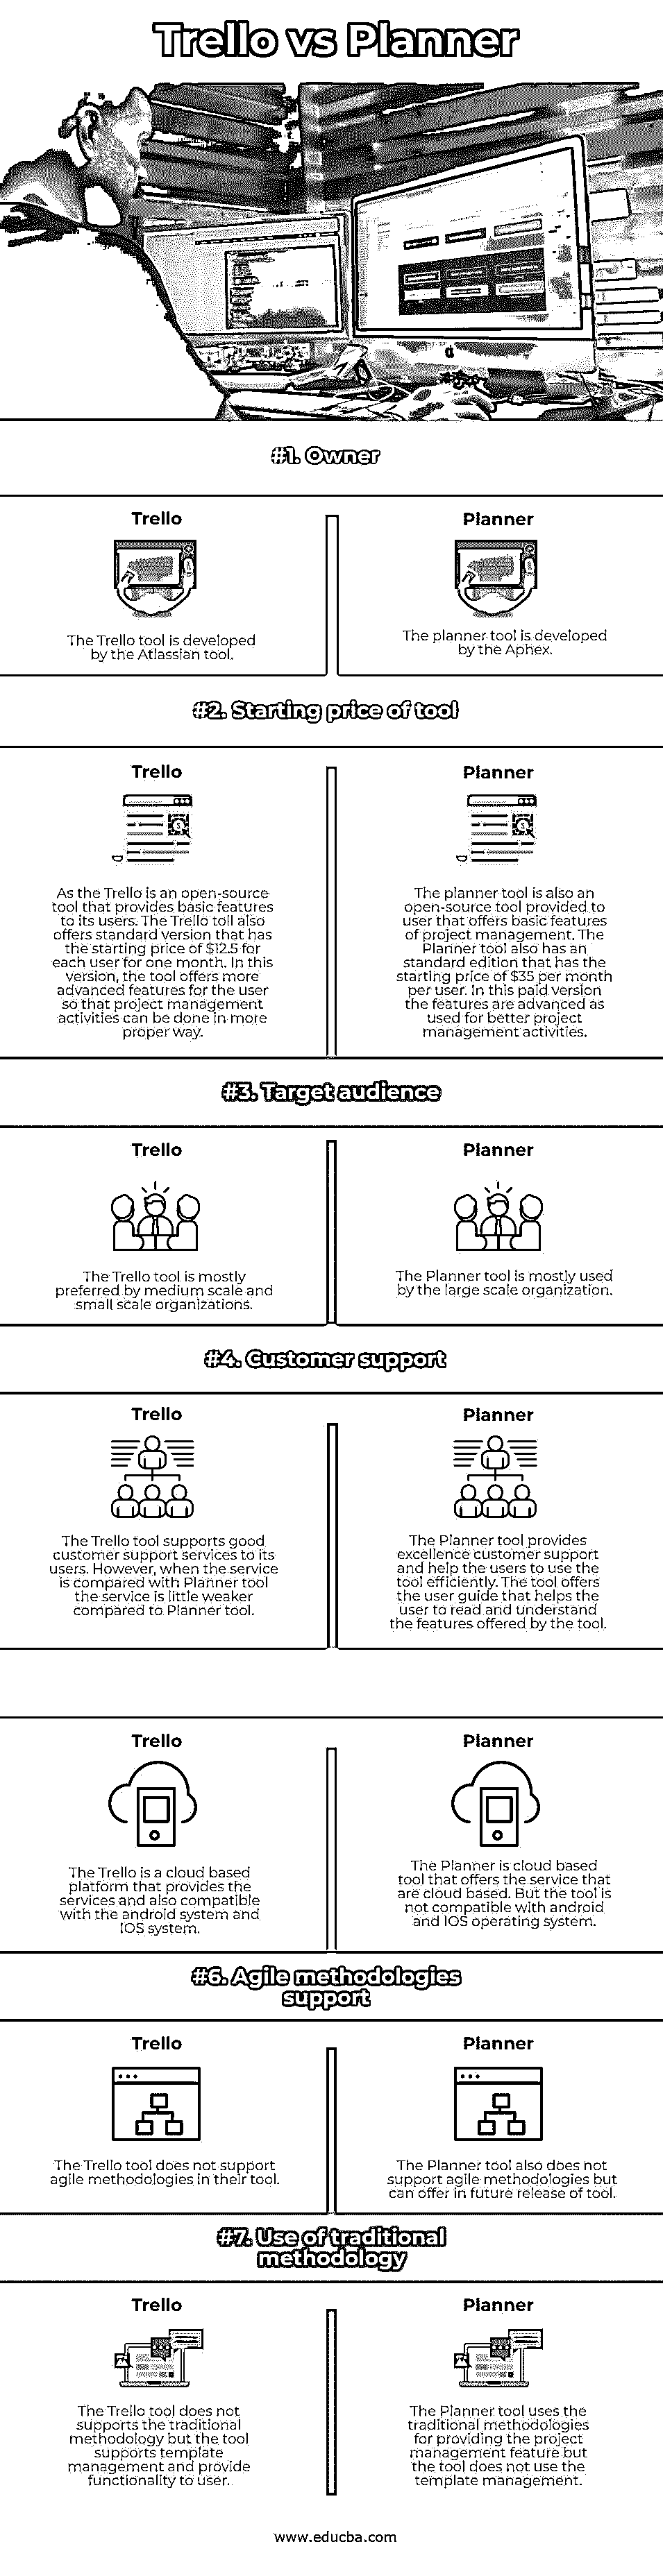 Trello vs Planner
#1. Owner
Trello
The Trello tool is developed
by the Atlassian tool.
Planner
The planner tool is developed
by the Aphex.
#2. Starting price of tool
Trello
As the Trello is an open-source
tool that provides basic features
to its users. The Trello toll also
offers standard version that has
the starting price of $12.5 for
each user for one month. In this
version, the tool offers more
advanced features for the user
so that project management
activities can be done in more
proper way.
Planner
The planner tool is also an
open-source tool provided to
user that offers basic features
of project management. The
Planner tool also has an
standard edition that has the
starting price of $35 per month
per user. In this paid version
the features are advanced as
used for better project
management activities.
#3. Target audience
Trello
The Trello tool is mostly
preferred by medium scale and
small scale organizations.
Planner
The Planner tool is mostly used
by the large scale organization.
#4. Customer support
Trello
The Trello tool supports good
customer support services to its
users. However, when the service
is compared with Planner tool
the service is little weaker
compared to Planner tool.
Planner
The Planner tool provides
excellence customer support
and help the users to use the
tool efficiently. The tool offers
the user guide that helps the
user to read and understand
the features offered by the tool.
Trello
The Trello is a cloud based
platform that provides the
services and also compatible
with the android system and
IOS system.
Planner
The Planner is cloud based
tool that offers the service that
are cloud based. But the tool is
not compatible with android
and IOS operating system.
#6. Agile methodologies
support
Trello
The Trello tool does not support
agile methodologies in their tool.
Planner
The Planner tool also does not
support agile methodologies but
can offer in future release of tool.
#7. Use of traditional
methodology
Trello
The Trello tool does not
supports the traditional
methodology but the tool
supports template
management and provide
functionality to user.
Planner
The Planner tool uses the
traditional methodologies
for providing the project
management feature but
the tool does not use the
template management.
www.educba.com